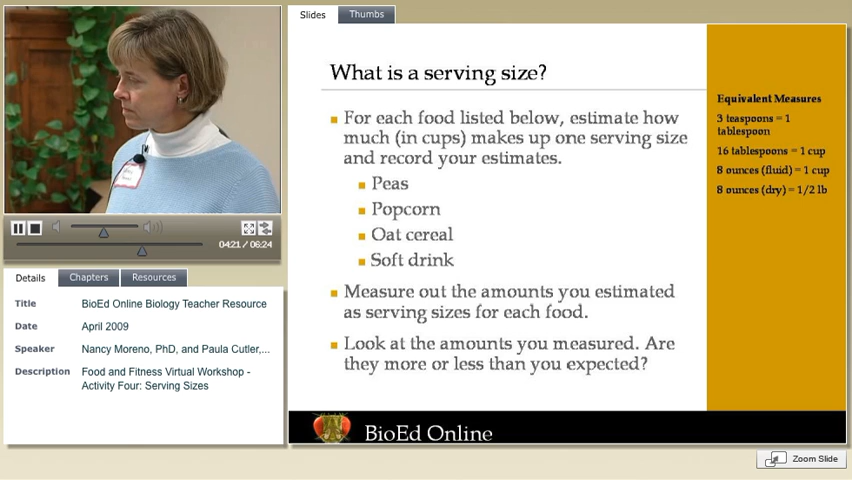 Slides
Thumbs
What is a serving size?
For each food listed below, estimate how
much (in cups) makes up one serving size
and record your estimates.
Peas
Popcorn
Oat cereal
Soft drink
Measure out the amounts you estimated
as serving sizes for each food.
Look at the amounts you measured. Are
they more or less than you expected?
Equivalent Measures
3 teaspoons = 1
tablespoon
16 tablespoons = 1 cup
8 ounces (fluid) = 1 cup
8 ounces (dry) = 1/2 lb
BioEd Online
04:21 / 06:24
Details
Chapters
Resources
Title
BioEd Online Biology Teacher Resource
Date
April 2009
Speaker
Nancy Moreno, PhD, and Paula Cutler,...
Description
Food and Fitness Virtual Workshop -
Activity Four: Serving Sizes
Zoom Slide